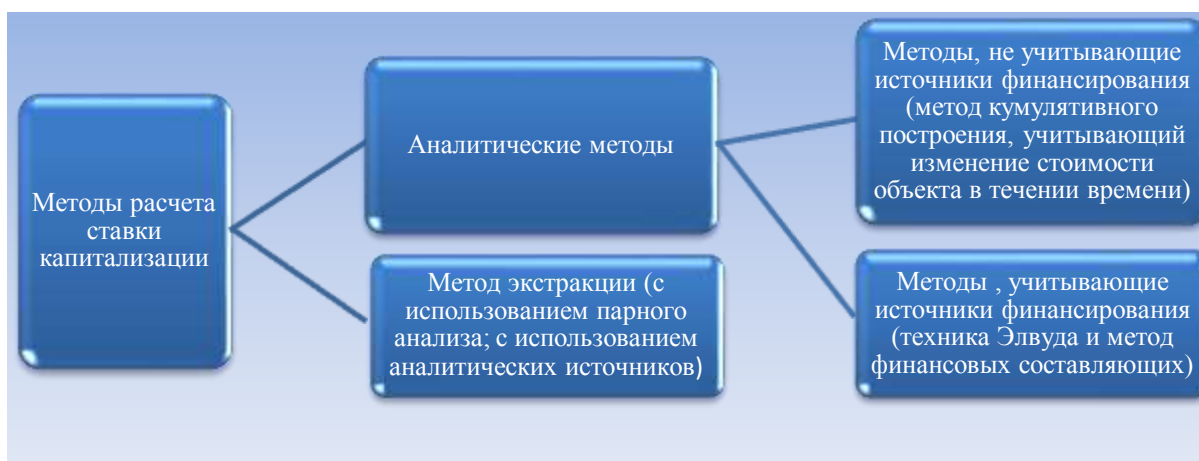 Методы расчета
ставки
капитализации
Аналитические методы
Метод экстракции (с
использованием парного
анализа; с использованием
аналитических источников)
Методы, не учитывающие
источники финансирования
(метод кумулятивного
построения, учитывающий
изменение стоимости
объекта в течении времени)
Методы , учитывающие
источники финансирования
(техника Элвуда и метод
финансовых составляющих)